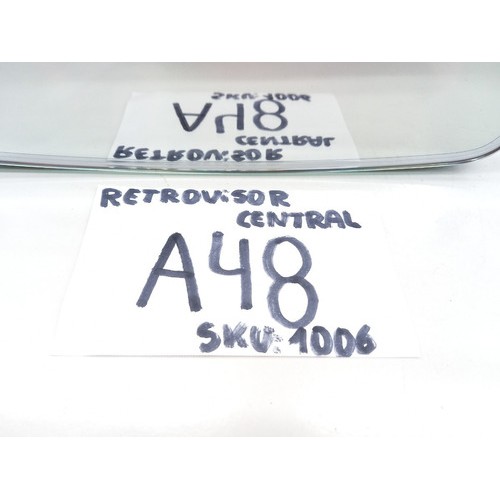 RETROVISOR
CENTRAL
A48
SKU: 1006